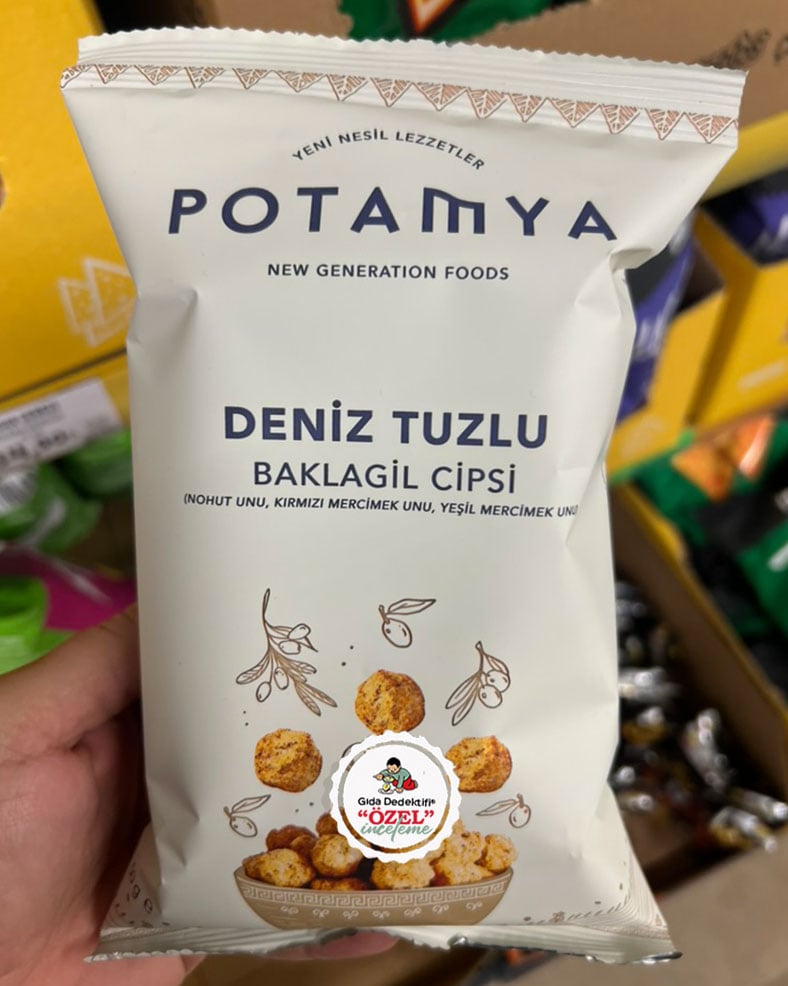 YENİ NESİL LEZZETLER
POTAMYA
NEW GENERATION FOODS
DENİZ TUZLU
BAKLAGİL CİPSİ
(NOHUT UNU, KIRMIZI MERCİMEK UNU, YEŞİL MERCİMEK UNU
Gıda Dedektifi®
“ÖZEL”
inceleme